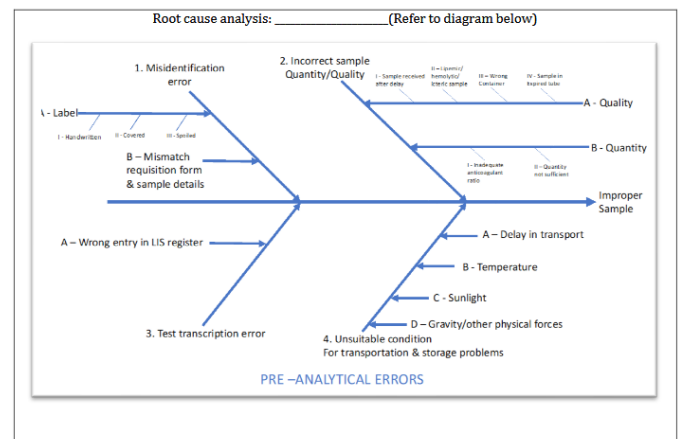 Root cause analysis: ____________________(Refer to diagram below)
1. Misidentification
error
2. Incorrect sample
Quantity/Quality
I - Sample received
after delay
II – Lipemic/
hemolytic/
icteric sample
III – Wrong
Container
IV - Sample in
Expired tube
A - Label
A - Quality
I - Handwritten
II - Covered
III - Spoiled
B – Mismatch
requisition form
& sample details
B - Quantity
I - Inadequate
anticoagulant
ratio
II – Quantity
not sufficient
Improper
Sample
A – Wrong entry in LIS register
A – Delay in transport
B - Temperature
C - Sunlight
D – Gravity/other physical forces
3. Test transcription error
4. Unsuitable condition
For transportation & storage problems
PRE –ANALYTICAL ERRORS